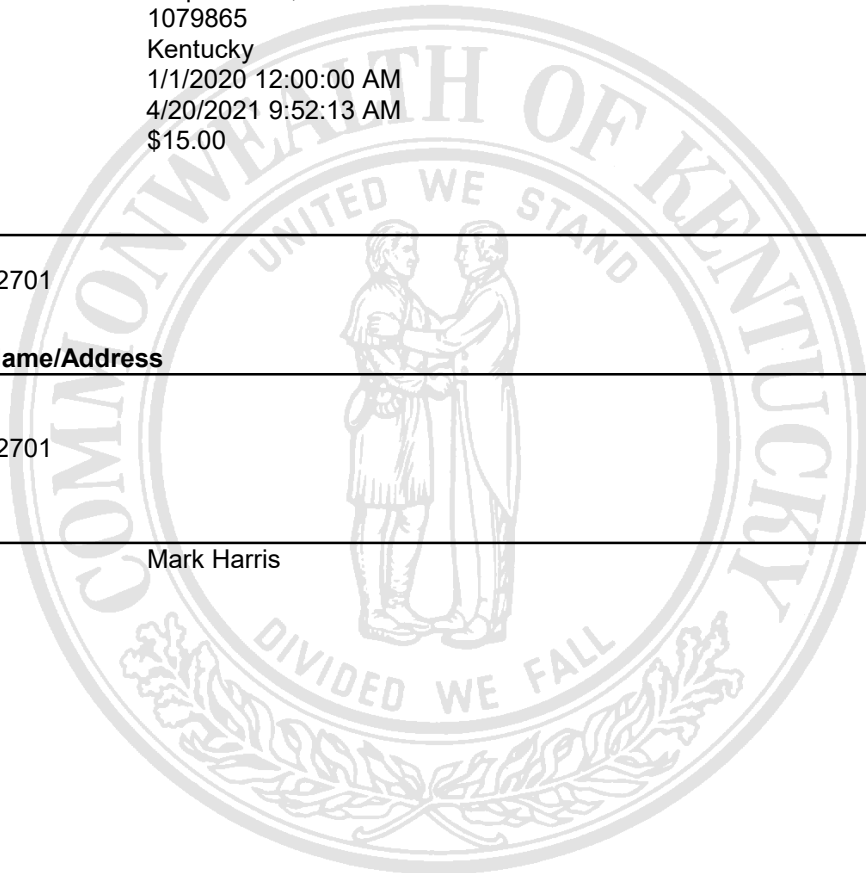 1079865
Kentucky
1/1/2020 12:00:00 AM
4/20/2021 9:52:13 AM
$15.00
2701
ame/Address
2701
Mark Harris
COMMONWEALTH OF KENTUCKY
UNITED WE STAND
DIVIDED WE FALL